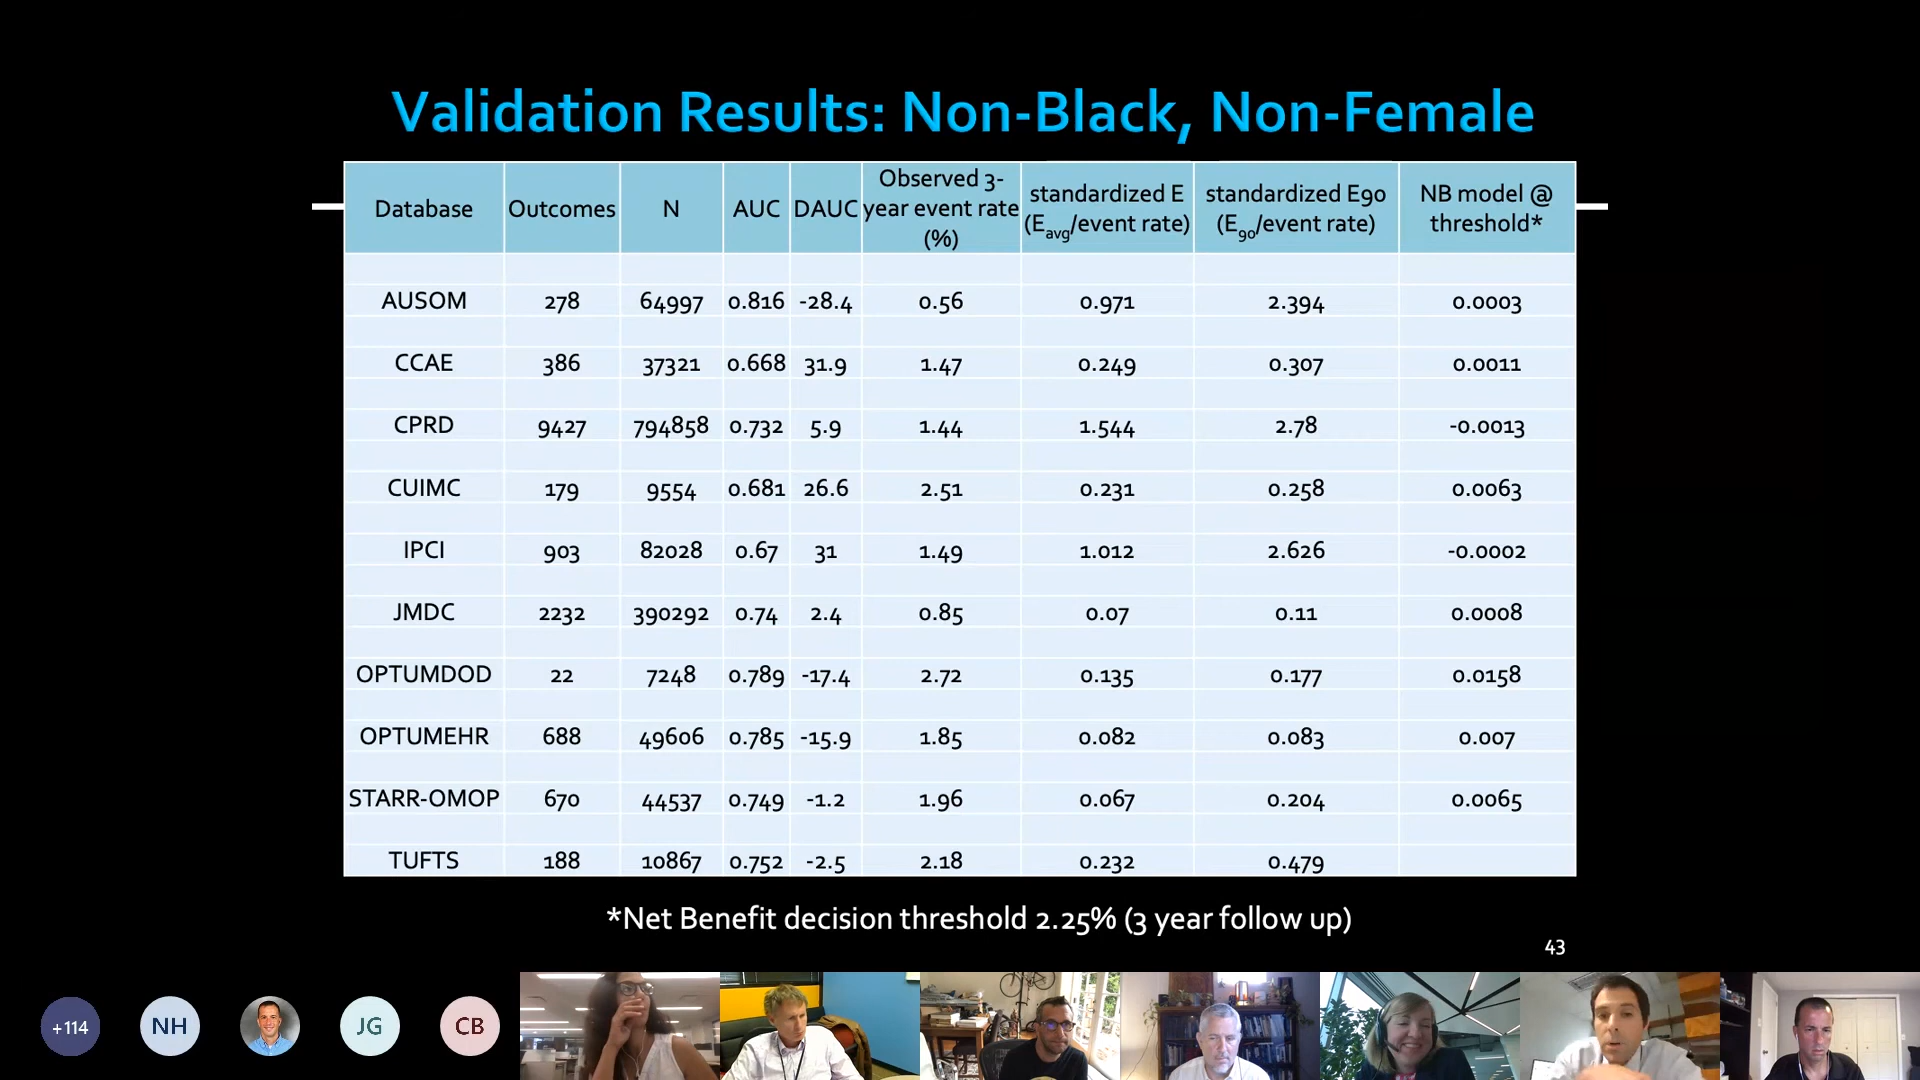 Validation Results: Non-Black, Non-Female
Database Outcomes N AUC DAUC Observed 3-year event rate (%) standardized E (Eavg/event rate) standardized E90 (E90/event rate) NB model @ threshold*
AUSOM 278 64997 0.816 -28.4 0.56 0.971 2.394 0.0003
CCAE 386 37321 0.668 31.9 1.47 0.249 0.307 0.0011
CPRD 9427 794858 0.732 5.9 1.44 1.544 2.78 -0.0013
CUIMC 179 9554 0.681 26.6 2.51 0.231 0.258 0.0063
IPCI 903 82028 0.67 31 1.49 1.012 2.626 -0.0002
JMDC 2232 390292 0.74 2.4 0.85 0.07 0.11 0.0008
OPTUMDOD 22 7248 0.789 -17.4 2.72 0.135 0.177 0.0158
OPTUMEHR 688 49606 0.785 -15.9 1.85 0.082 0.083 0.007
STARR-OMOP 670 44537 0.749 -1.2 1.96 0.067 0.204 0.0065
TUFTS 188 10867 0.752 -2.5 2.18 0.232 0.479
*Net Benefit decision threshold 2.25% (3 year follow up)
43
+114 NH JG CB